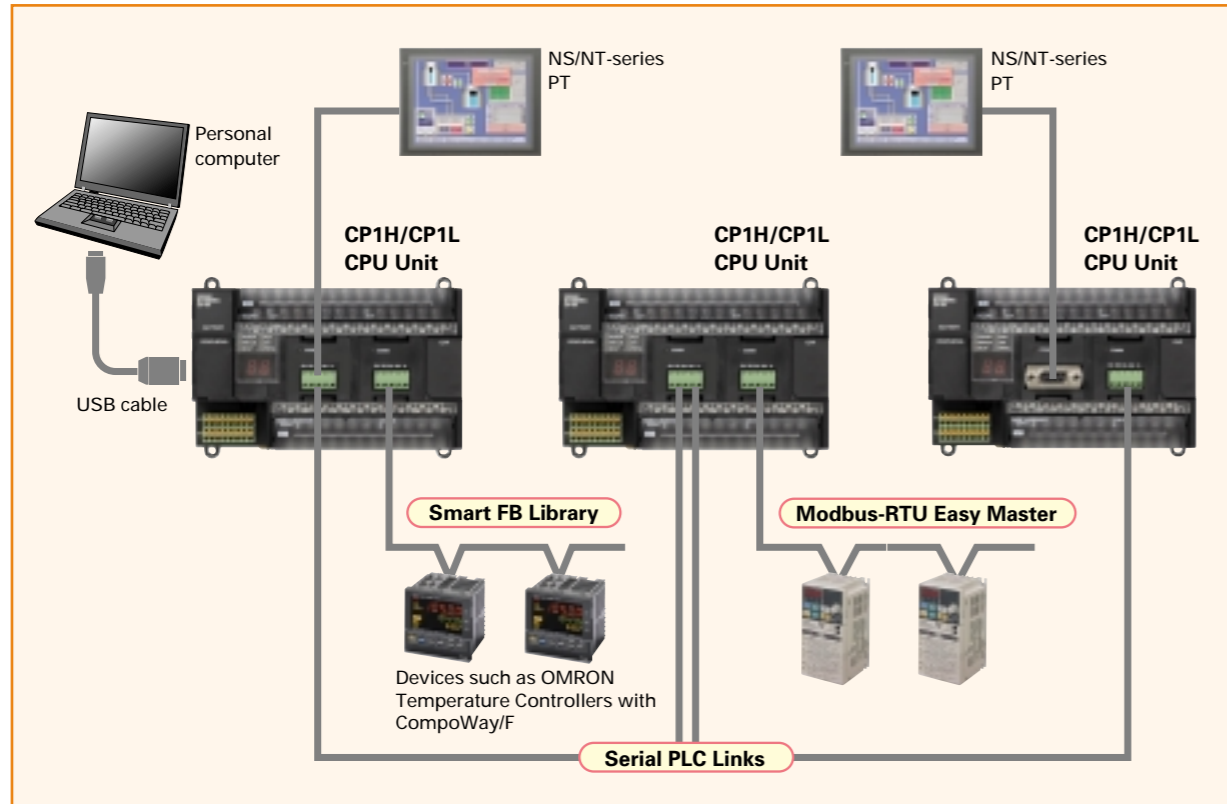 NS/NT-series
PT
NS/NT-series
PT
Personal
computer
CP1H/CP1L
CPU Unit
CP1H/CP1L
CPU Unit
CP1H/CP1L
CPU Unit
USB cable
Smart FB Library
Modbus-RTU Easy Master
Devices such as OMRON
Temperature Controllers with
CompoWay/F
Serial PLC Links